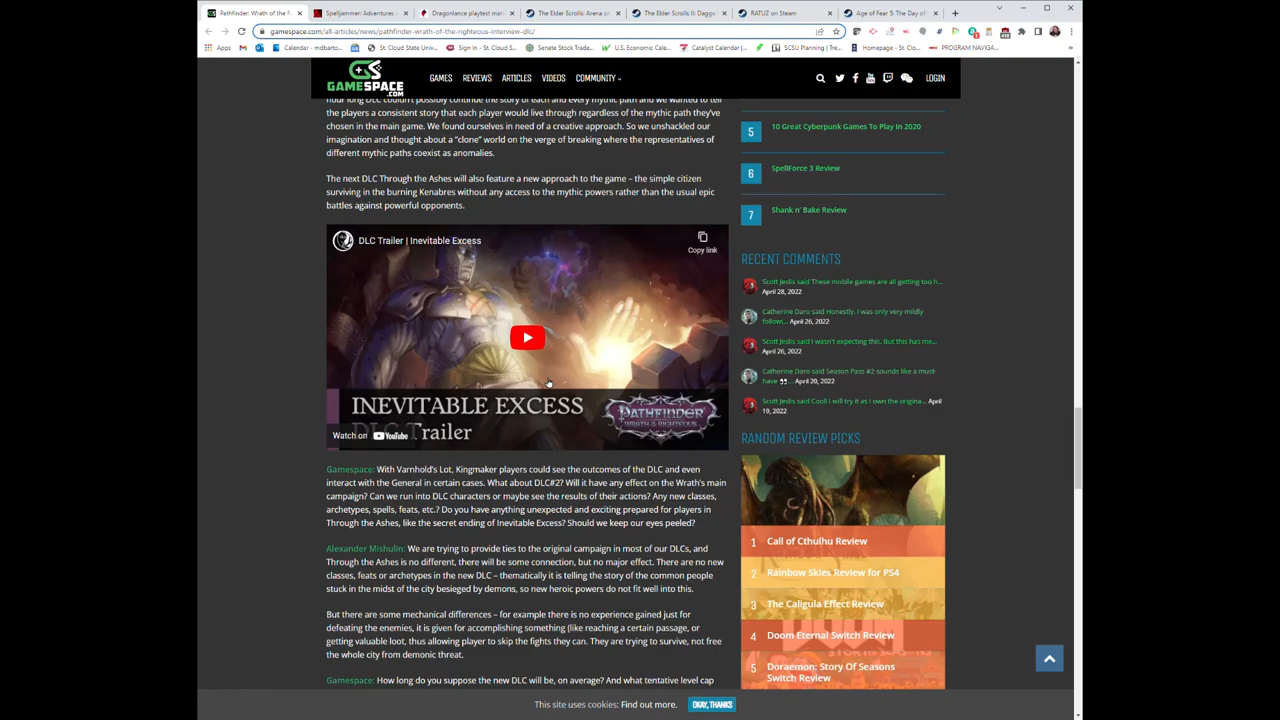 Pathfinder: Wrath of the R
Spelljammer: Adventures
Dragonlance playtest mat
The Elder Scrolls: Arena on
The Elder Scrolls II: Dagge
RATUZ on Steam
Age of Fear 5: The Day of
gamespace.com/all-articles/news/pathfinder-wrath-of-the-righteous-interview-dlc/
Apps
Calendar - mdbarto...
St. Cloud State Univ...
Sign In - St. Cloud S...
Senate Stock Trade...
U.S. Economic Cale...
Catalyst Calendar |...
SCSU Planning | Tre...
Homepage - St. Clo...
PROGRAM NAVIGA...
GAMESPACE
.COM
GAMES REVIEWS ARTICLES VIDEOS COMMUNITY
LOGIN
hour long DLC couldn't possibly continue the story of each and every mythic path and we wanted to tell
the players a consistent story that each player would live through regardless of the mythic path they've
chosen in the main game. We found ourselves in need of a creative approach. So we unshackled our
imagination and thought about a "clone" world on the verge of breaking where the representatives of
different mythic paths coexist as anomalies.
The next DLC Through the Ashes will also feature a new approach to the game – the simple citizen
surviving in the burning Kenabres without any access to the mythic powers rather than the usual epic
battles against powerful opponents.
DLC Trailer | Inevitable Excess
Copy link
INEVITABLE EXCESS
DLC Trailer
PATHFINDER
WRATH OF THE RIGHTEOUS
Watch on YouTube
Gamespace: With Varnhold's Lot, Kingmaker players could see the outcomes of the DLC and even
interact with the General in certain cases. What about DLC#2? Will it have any effect on the Wrath's main
campaign? Can we run into DLC characters or maybe see the results of their actions? Any new classes,
archetypes, spells, feats, etc.? Do you have anything unexpected and exciting prepared for players in
Through the Ashes, like the secret ending of Inevitable Excess? Should we keep our eyes peeled?
Alexander Mishulin: We are trying to provide ties to the original campaign in most of our DLCs, and
Through the Ashes is no different, there will be some connection, but no major effect. There are no new
classes, feats or archetypes in the new DLC – thematically it is telling the story of the common people
stuck in the midst of the city besieged by demons, so new heroic powers do not fit well into this.
But there are some mechanical differences – for example there is no experience gained just for
defeating the enemies, it is given for accomplishing something (like reaching a certain passage, or
getting valuable loot, thus allowing player to skip the fights they can. They are trying to survive, not free
the whole city from demonic threat.
Gamespace: How long do you suppose the new DLC will be, on average? And what tentative level cap
5 10 Great Cyberpunk Games To Play In 2020
6 SpellForce 3 Review
7 Shank n' Bake Review
RECENT COMMENTS
Scott Jeslis said These mobile games are all getting too h...
April 28, 2022
Catherine Daro said Honestly, I was only very mildly
followi... April 26, 2022
Scott Jeslis said I wasn't expecting this. But this has me...
April 26, 2022
Catherine Daro said Season Pass #2 sounds like a must-
have 👀... April 20, 2022
Scott Jeslis said Cool! I will try it as I own the origina... April
19, 2022
RANDOM REVIEW PICKS
1 Call of Cthulhu Review
2 Rainbow Skies Review for PS4
3 The Caligula Effect Review
4 Doom Eternal Switch Review
5 Doraemon: Story Of Seasons
Switch Review
This site uses cookies: Find out more.
OKAY, THANKS